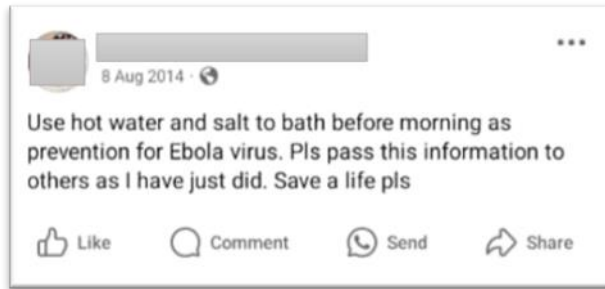 8 Aug 2014 ·
Use hot water and salt to bath before morning as
prevention for Ebola virus. Pls pass this information to
others as I have just did. Save a life pls
Like Comment Send Share